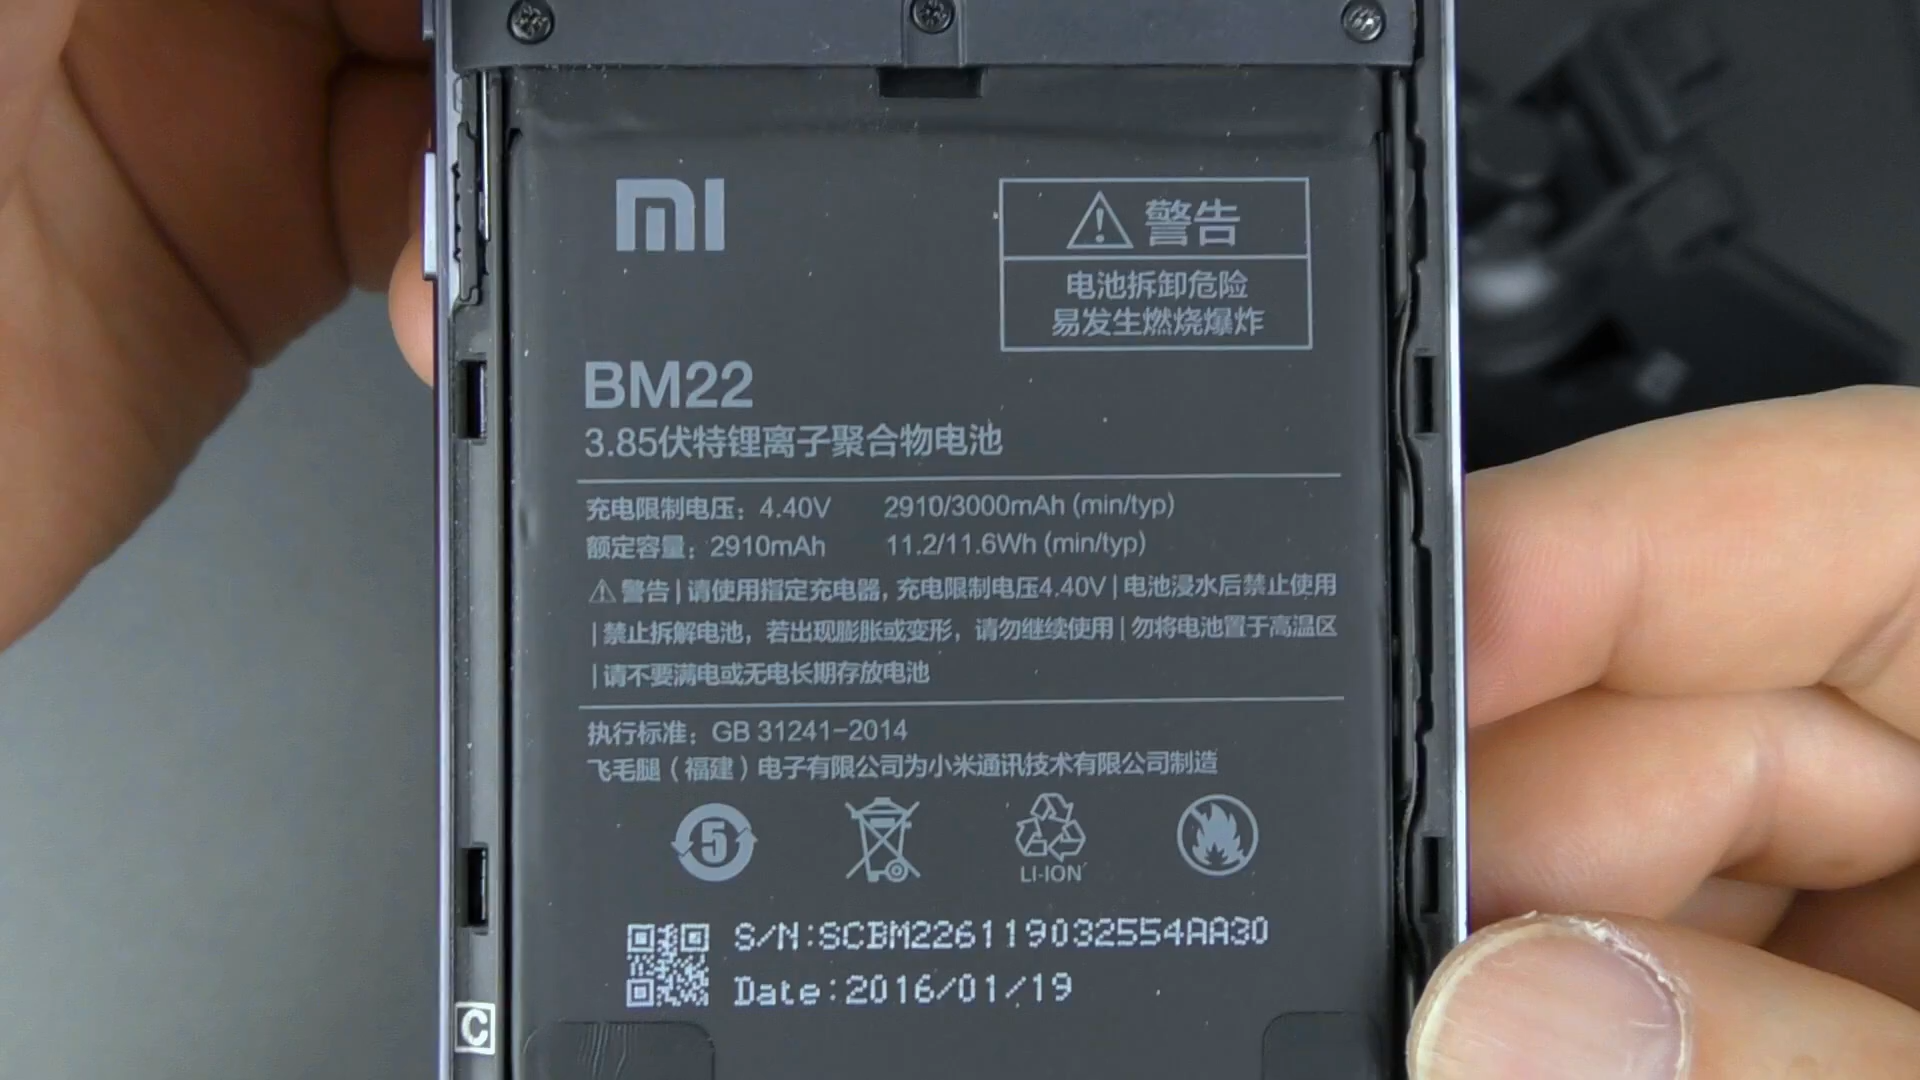 MI
警告
电池拆卸危险
易发生燃烧爆炸
BM22
3.85伏特锂离子聚合物电池
充电限制电压：4.40V 2910/3000mAh (min/typ)
额定容量：2910mAh 11.2/11.6Wh (min/typ)
警告 | 请使用指定充电器，充电限制电压4.40V | 电池浸水后禁止使用
| 禁止拆解电池，若出现膨胀或变形，请勿继续使用 | 勿将电池置于高温区
| 请不要满电或无电长期存放电池
执行标准：GB 31241-2014
飞毛腿（福建）电子有限公司为小米通讯技术有限公司制造
5
LI-ION
S/N:SCBM226119032554AA30
Date:2016/01/19
C